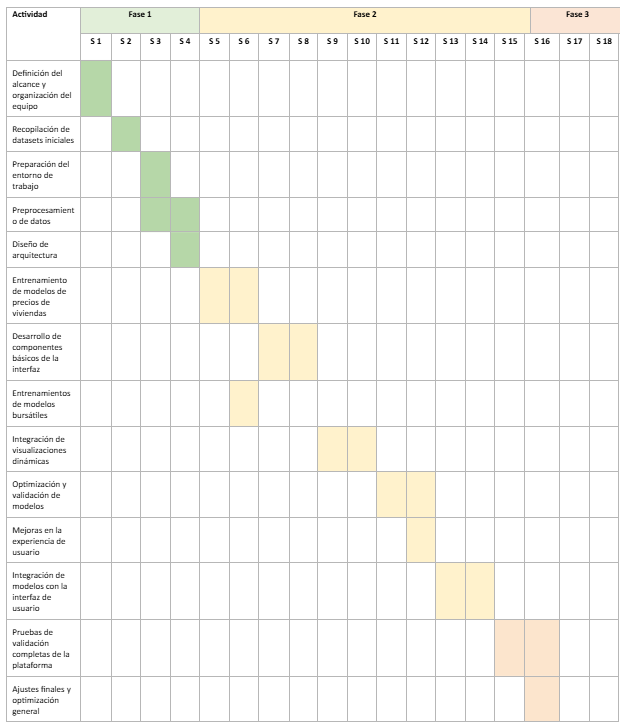 Actividad Fase 1 Fase 2 Fase 3
S 1 S 2 S 3 S 4 S 5 S 6 S 7 S 8 S 9 S 10 S 11 S 12 S 13 S 14 S 15 S 16 S 17 S 18
Definición del
alcance y
organización del
equipo
Recopilación de
datasets iniciales
Preparación del
entorno de
trabajo
Preprocesamient
o de datos
Diseño de
arquitectura
Entrenamiento
de modelos de
precios de
viviendas
Desarrollo de
componentes
básicos de la
interfaz
Entrenamientos
de modelos
bursátiles
Integración de
visualizaciones
dinámicas
Optimización y
validación de
modelos
Mejoras en la
experiencia de
usuario
Integración de
modelos con la
interfaz de
usuario
Pruebas de
validación
completas de la
plataforma
Ajustes finales y
optimización
general